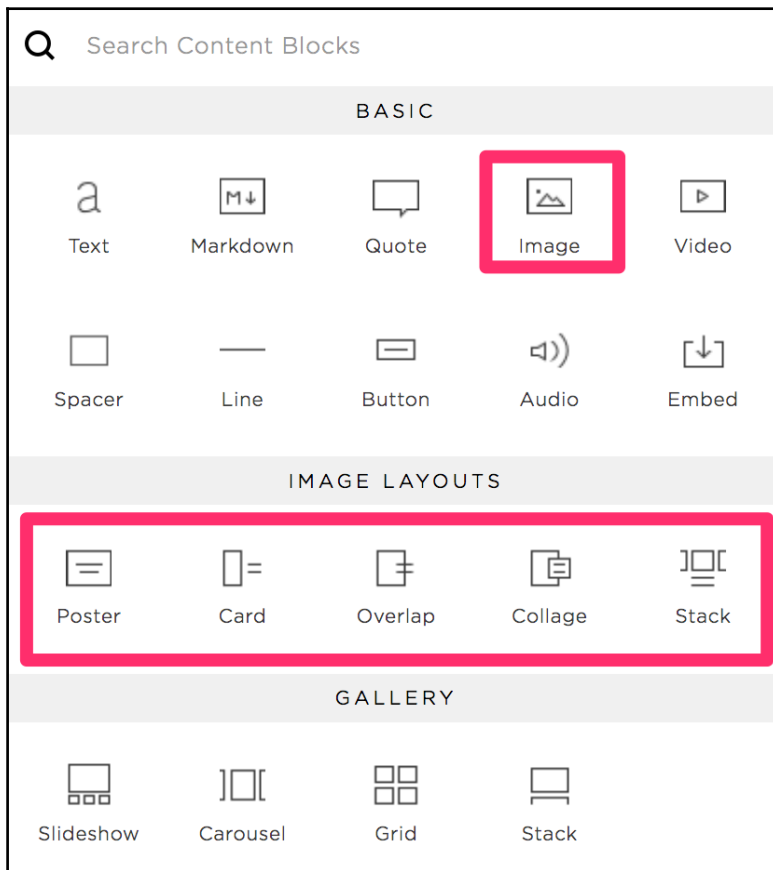 Search Content Blocks
BASIC
a
Text Markdown Quote Image Video
M
Spacer Line Button Audio Embed
IMAGE LAYOUTS
Poster Card Overlap Collage Stack
GALLERY
Slideshow Carousel Grid Stack